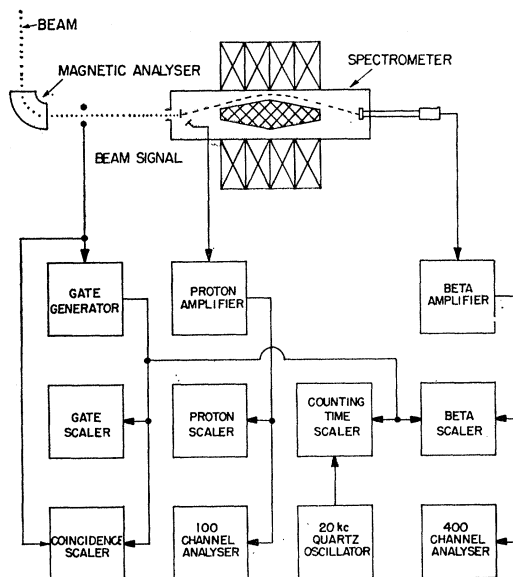 BEAM
MAGNETIC ANALYSER
SPECTROMETER
BEAM SIGNAL
GATE
GENERATOR
PROTON
AMPLIFIER
BETA
AMPLIFIER
GATE
SCALER
PROTON
SCALER
COUNTING
TIME
SCALER
BETA
SCALER
COINCIDENCE
SCALER
100
CHANNEL
ANALYSER
20 kc
QUARTZ
OSCILLATOR
400
CHANNEL
ANALYSER